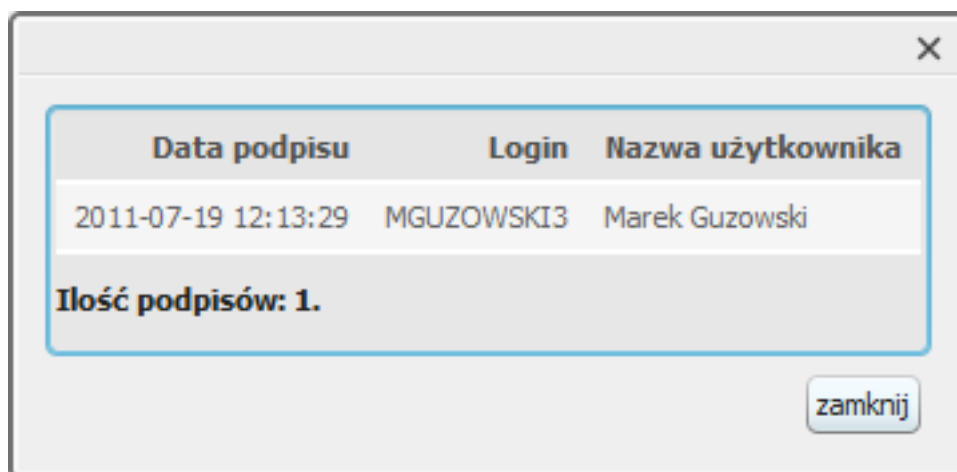 Data podpisu Login Nazwa użytkownika
2011-07-19 12:13:29 MGUZOWSKI3 Marek Guzowski
Ilość podpisów: 1.
zamknij